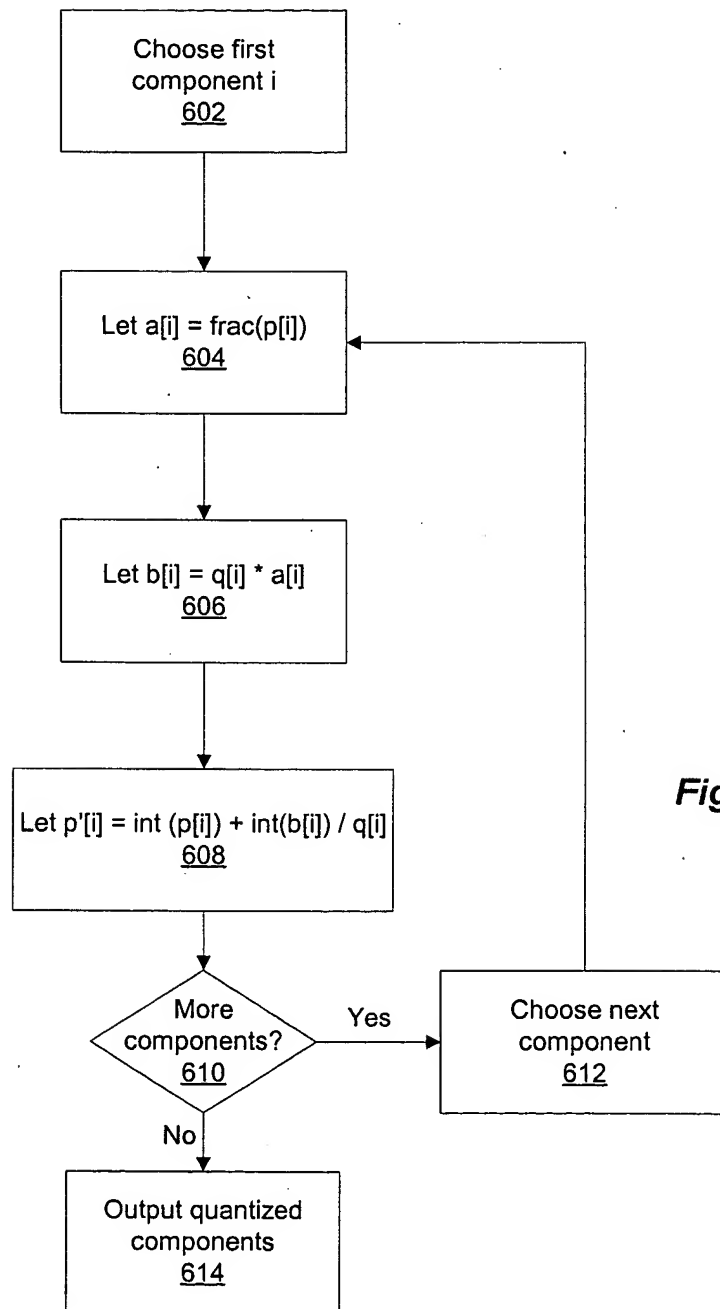 Choose first
component i
602
Let a[i] = frac(p[i])
604
Let b[i] = q[i] * a[i]
606
Let p'[i] = int (p[i]) + int(b[i]) / q[i]
608
Fig
More
components?
610
Yes
Choose next
component
612
No
Output quantized
components
614